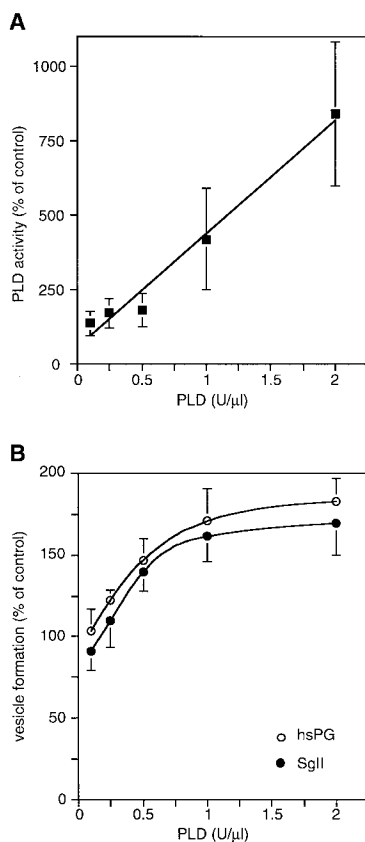 A
PLD activity (% of control)
1000
750
500
250
0
0 0.5 1 1.5 2
PLD (U/µl)
B
vesicle formation (% of control)
200
150
100
50
0
hsPG
SgII
0 0.5 1 1.5 2
PLD (U/µl)